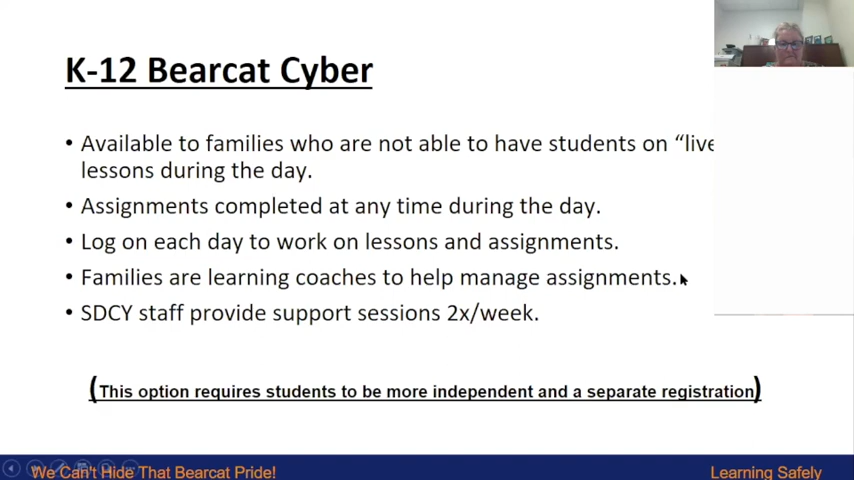 K-12 Bearcat Cyber
• Available to families who are not able to have students on “live
lessons during the day.
• Assignments completed at any time during the day.
• Log on each day to work on lessons and assignments.
• Families are learning coaches to help manage assignments.
• SDCY staff provide support sessions 2x/week.
(This option requires students to be more independent and a separate registration)
We Can't Hide That Bearcat Pride!
Learning Safely